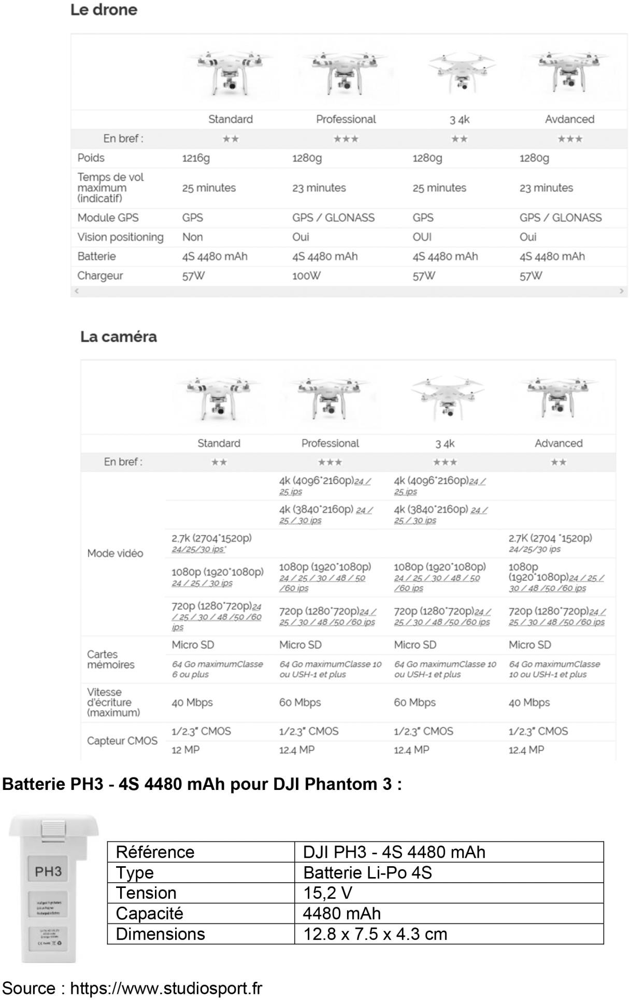 Le drone
Standard Professional 3 4k Avdanced
En bref : ★★ ★★★ ★★ ★★★
Poids 1216g 1280g 1280g 1280g
Temps de vol maximum (indicatif) 25 minutes 23 minutes 25 minutes 23 minutes
Module GPS GPS GPS / GLONASS GPS GPS / GLONASS
Vision positioning Non Oui OUI Oui
Batterie 4S 4480 mAh 4S 4480 mAh 4S 4480 mAh 4S 4480 mAh
Chargeur 57W 100W 57W 57W
La caméra
Standard Professional 3 4k Advanced
En bref : ★★ ★★★ ★★★ ★★
Mode vidéo
4k (4096*2160p)24 / 25 ips 4k (4096*2160p)24 / 25 ips
4k (3840*2160p) 24 / 25 / 30 ips 4k (3840*2160p) 24 / 25 / 30 ips
2,7k (2704*1520p) 24/25/30 ips* 2.7K (2704 *1520p) 24/25/30 ips
1080p (1920*1080p) 24 / 25 / 30 ips 1080p (1920*1080p) 24 / 25 / 30 / 48 / 50 /60 ips 1080p (1920*1080p) 24 / 25 / 30 / 48 / 50 /60 ips 1080p (1920*1080p)24 / 25 / 30 / 48 /50 /60 ips
720p (1280*720p)24 / 25 / 30 / 48 /50 /60 ips 720p (1280*720p)24 / 25 / 30 / 48 /50 /60 ips 720p (1280*720p)24 / 25 / 30 / 48 /50 /60 ips 720p (1280*720p)24 / 25 / 30 / 48 /50 /60 ips
Cartes mémoires
Micro SD Micro SD Micro SD Micro SD
64 Go maximumClasse 6 ou plus 64 Go maximumClasse 10 ou USH-1 et plus 64 Go maximumClasse 10 ou USH-1 et plus 64 Go maximumClasse 10 ou USH-1 et plus
Vitesse d'écriture (maximum) 40 Mbps 60 Mbps 60 Mbps 40 Mbps
Capteur CMOS
1/2.3" CMOS 1/2.3" CMOS 1/2.3" CMOS 1/2.3" CMOS
12 MP 12.4 MP 12.4 MP 12.4 MP
Batterie PH3 - 4S 4480 mAh pour DJI Phantom 3 :
PH3
Référence DJI PH3 - 4S 4480 mAh
Type Batterie Li-Po 4S
Tension 15,2 V
Capacité 4480 mAh
Dimensions 12.8 x 7.5 x 4.3 cm
Source : https://www.studiosport.fr